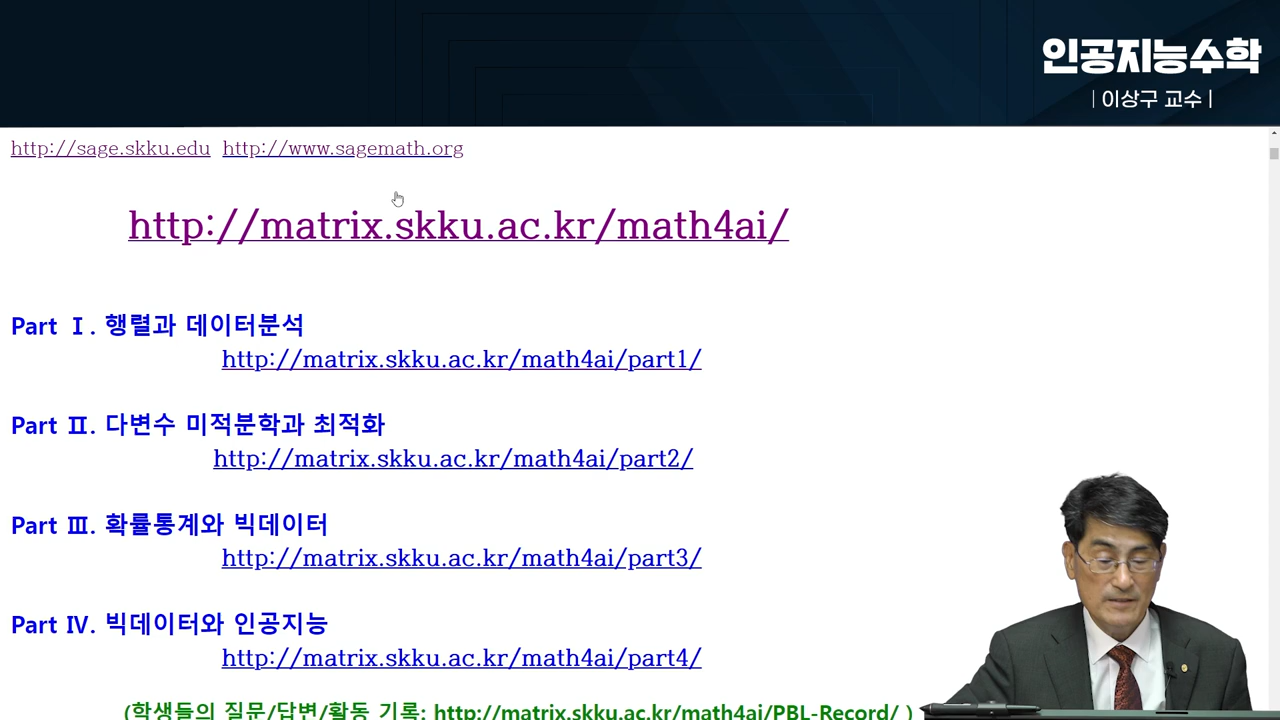 인공지능수학
| 이상구 교수 |
http://sage.skku.edu http://www.sagemath.org
http://matrix.skku.ac.kr/math4ai/
Part Ⅰ. 행렬과 데이터분석
http://matrix.skku.ac.kr/math4ai/part1/
Part Ⅱ. 다변수 미적분학과 최적화
http://matrix.skku.ac.kr/math4ai/part2/
Part Ⅲ. 확률통계와 빅데이터
http://matrix.skku.ac.kr/math4ai/part3/
Part Ⅳ. 빅데이터와 인공지능
http://matrix.skku.ac.kr/math4ai/part4/
(학생들의 질문/답변/활동 기록: http://matrix.skku.ac.kr/math4ai/PBL-Record/ )